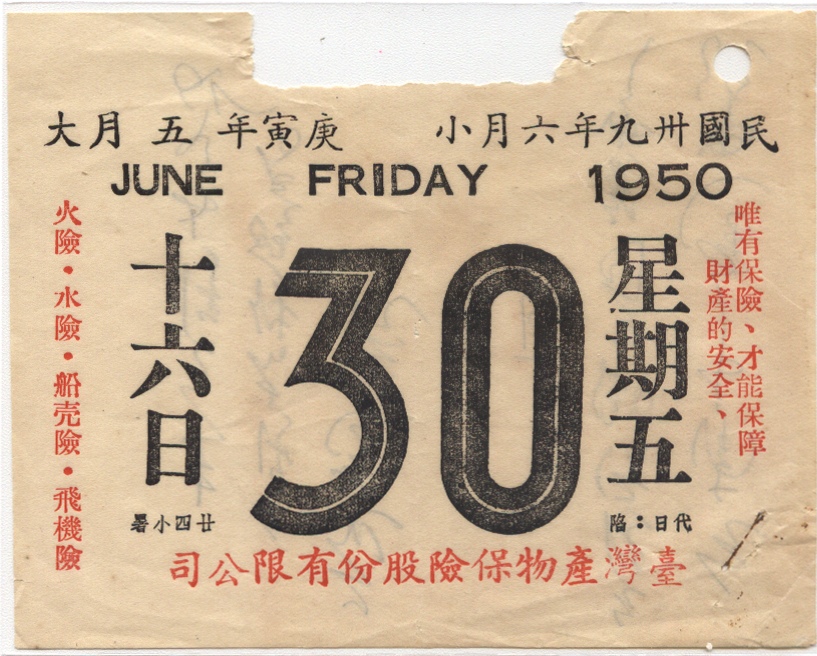 民國卅九年六月小 庚寅年五月大
JUNE FRIDAY 1950
唯有保險、才能保障
財產的安全、
星期五
代日：陷
30
十六日
廿四小暑
火險・水險・船壳險・飛機險
臺灣產物保險股份有限公司